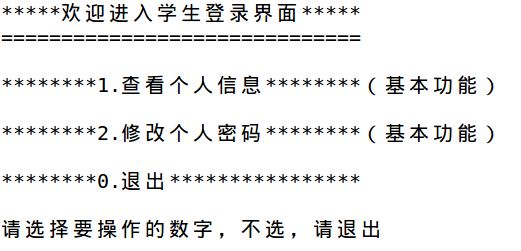 *****欢迎进入学生登录界面*****
==============================
********1.查看个人信息********(基本功能)
********2.修改个人密码********(基本功能)
********0.退出****************
请选择要操作的数字，不选，请退出